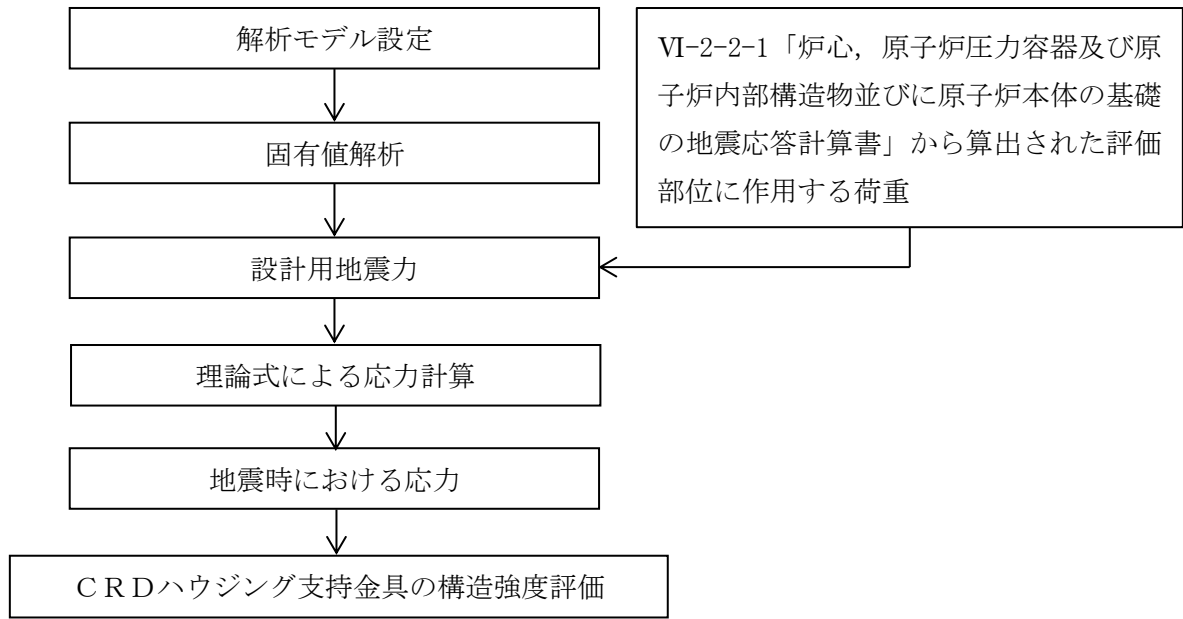 解析モデル設定
Ⅵ-2-2-1「炉心，原子炉圧力容器及び原
子炉内部構造物並びに原子炉本体の基礎
の地震応答計算書」から算出された評価
部位に作用する荷重
固有値解析
設計用地震力
理論式による応力計算
地震時における応力
ＣＲＤハウジング支持金具の構造強度評価